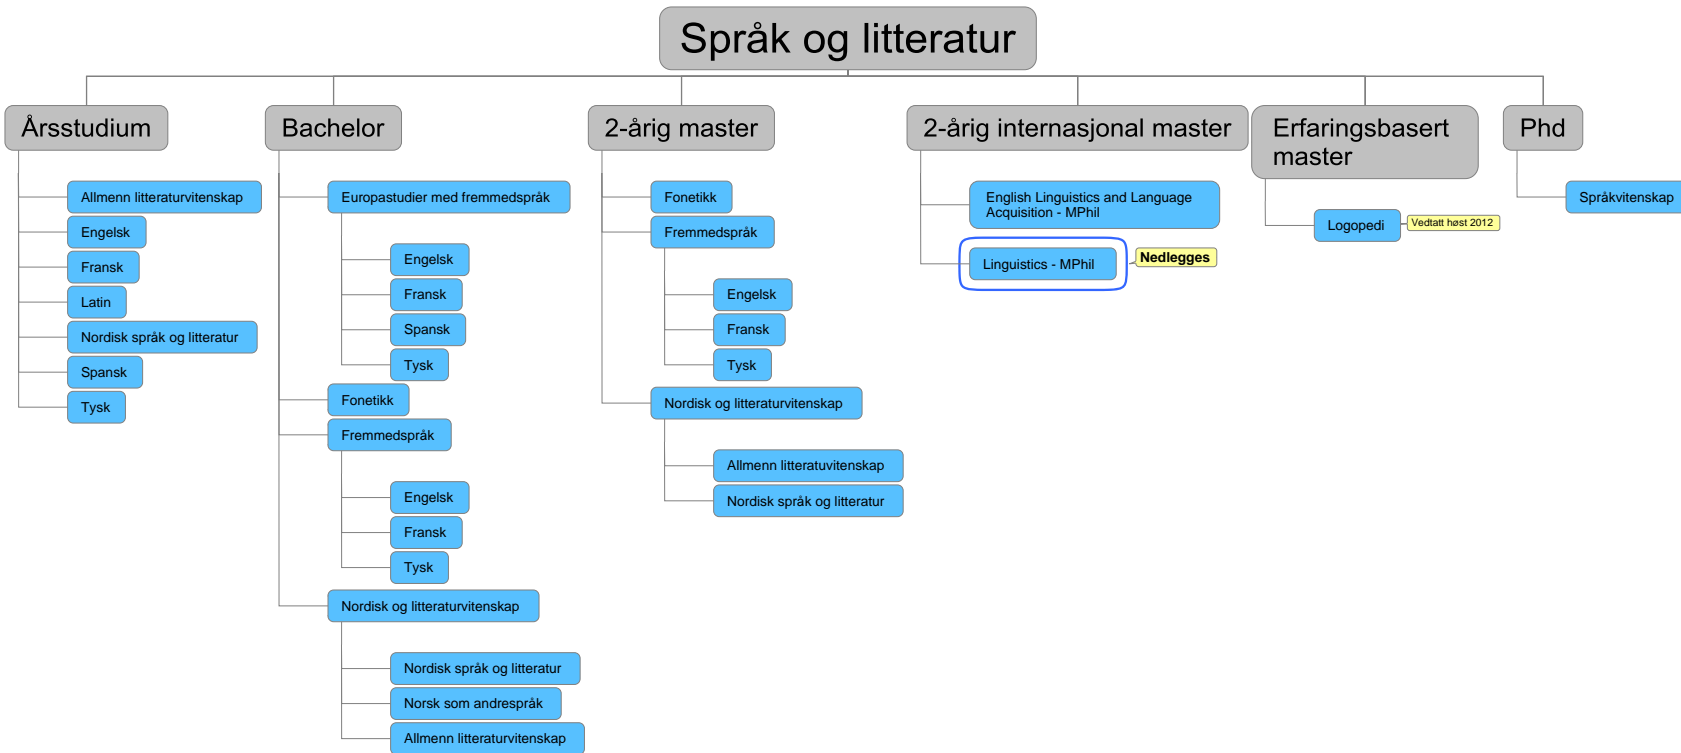 Språk og litteratur
Årsstudium
Allmenn litteraturvitenskap
Engelsk
Fransk
Latin
Nordisk språk og litteratur
Spansk
Tysk
Bachelor
Europastudier med fremmedspråk
Engelsk
Fransk
Spansk
Tysk
Fonetikk
Fremmedspråk
Engelsk
Fransk
Tysk
Nordisk og litteraturvitenskap
Nordisk språk og litteratur
Norsk som andrespråk
Allmenn litteraturvitenskap
2-årig master
Fonetikk
Fremmedspråk
Engelsk
Fransk
Tysk
Nordisk og litteraturvitenskap
Allmenn litteratuvitenskap
Nordisk språk og litteratur
2-årig internasjonal master
English Linguistics and Language
Acquisition - MPhil
Linguistics - MPhil
Nedlegges
Erfaringsbasert
master
Logopedi
Vedtatt høst 2012
Phd
Språkvitenskap